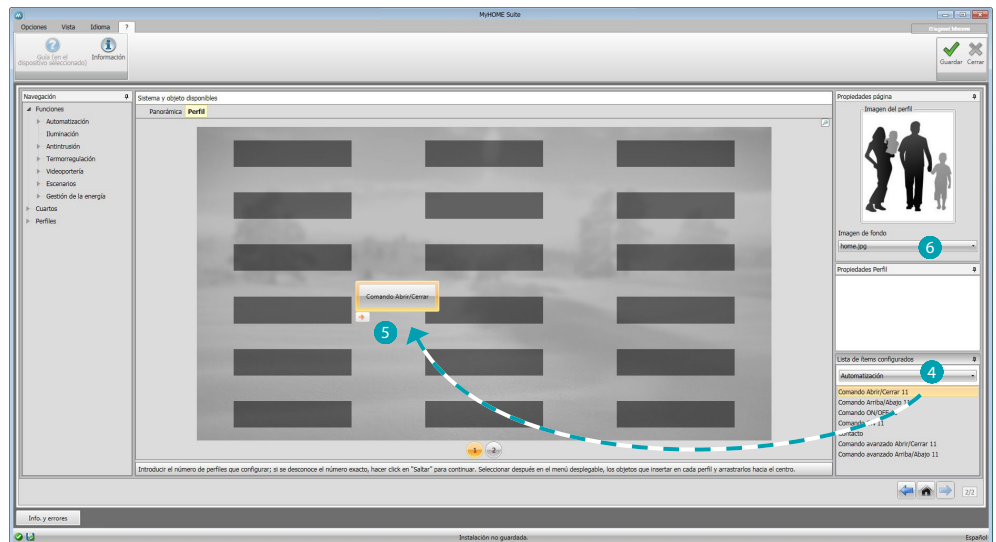 MyHOME Suite
Opciones Vista Idioma ?
Guía (en el dispositivo seleccionado)
Información
Guardar Cerrar
Navegación
Funciones
Automatización
Iluminación
Antintrusión
Termorregulación
Videoportería
Escenarios
Gestión de la energía
Cuartos
Perfiles
Sistema y objeto disponibles
Panorámica Perfil
Comando Abrir/Cerrar
5
1 2
Introducir el número de perfiles que configurar; si se desconoce el número exacto, hacer click en "Saltar" para continuar. Seleccionar después en el menú desplegable, los objetos que insertar en cada perfil y arrastrarlos hacia el centro.
Propiedades página
Imagen del perfil
Imagen de fondo
home.jpg
6
Propiedades Perfil
Lista de ítems configurados
4
Automatización
Comando Abrir/Cerrar 11
Comando Arriba/Abajo 11
Comando ON/OFF
Comando 11
Contacto
Comando avanzado Abrir/Cerrar 11
Comando avanzado Arriba/Abajo 11
2/2
Info. y errores
Instalación no guardada.
Español